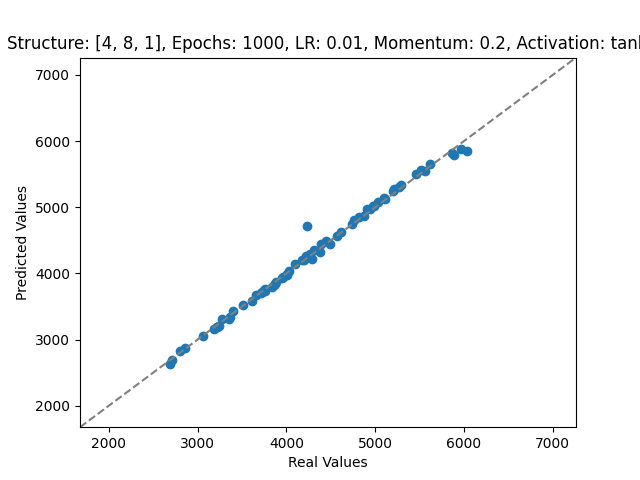 Structure: [4, 8, 1], Epochs: 1000, LR: 0.01, Momentum: 0.2, Activation:
7000
6000
5000
4000
3000
2000
Predicted Values
2000 3000 4000 5000 6000 7000
Real Values